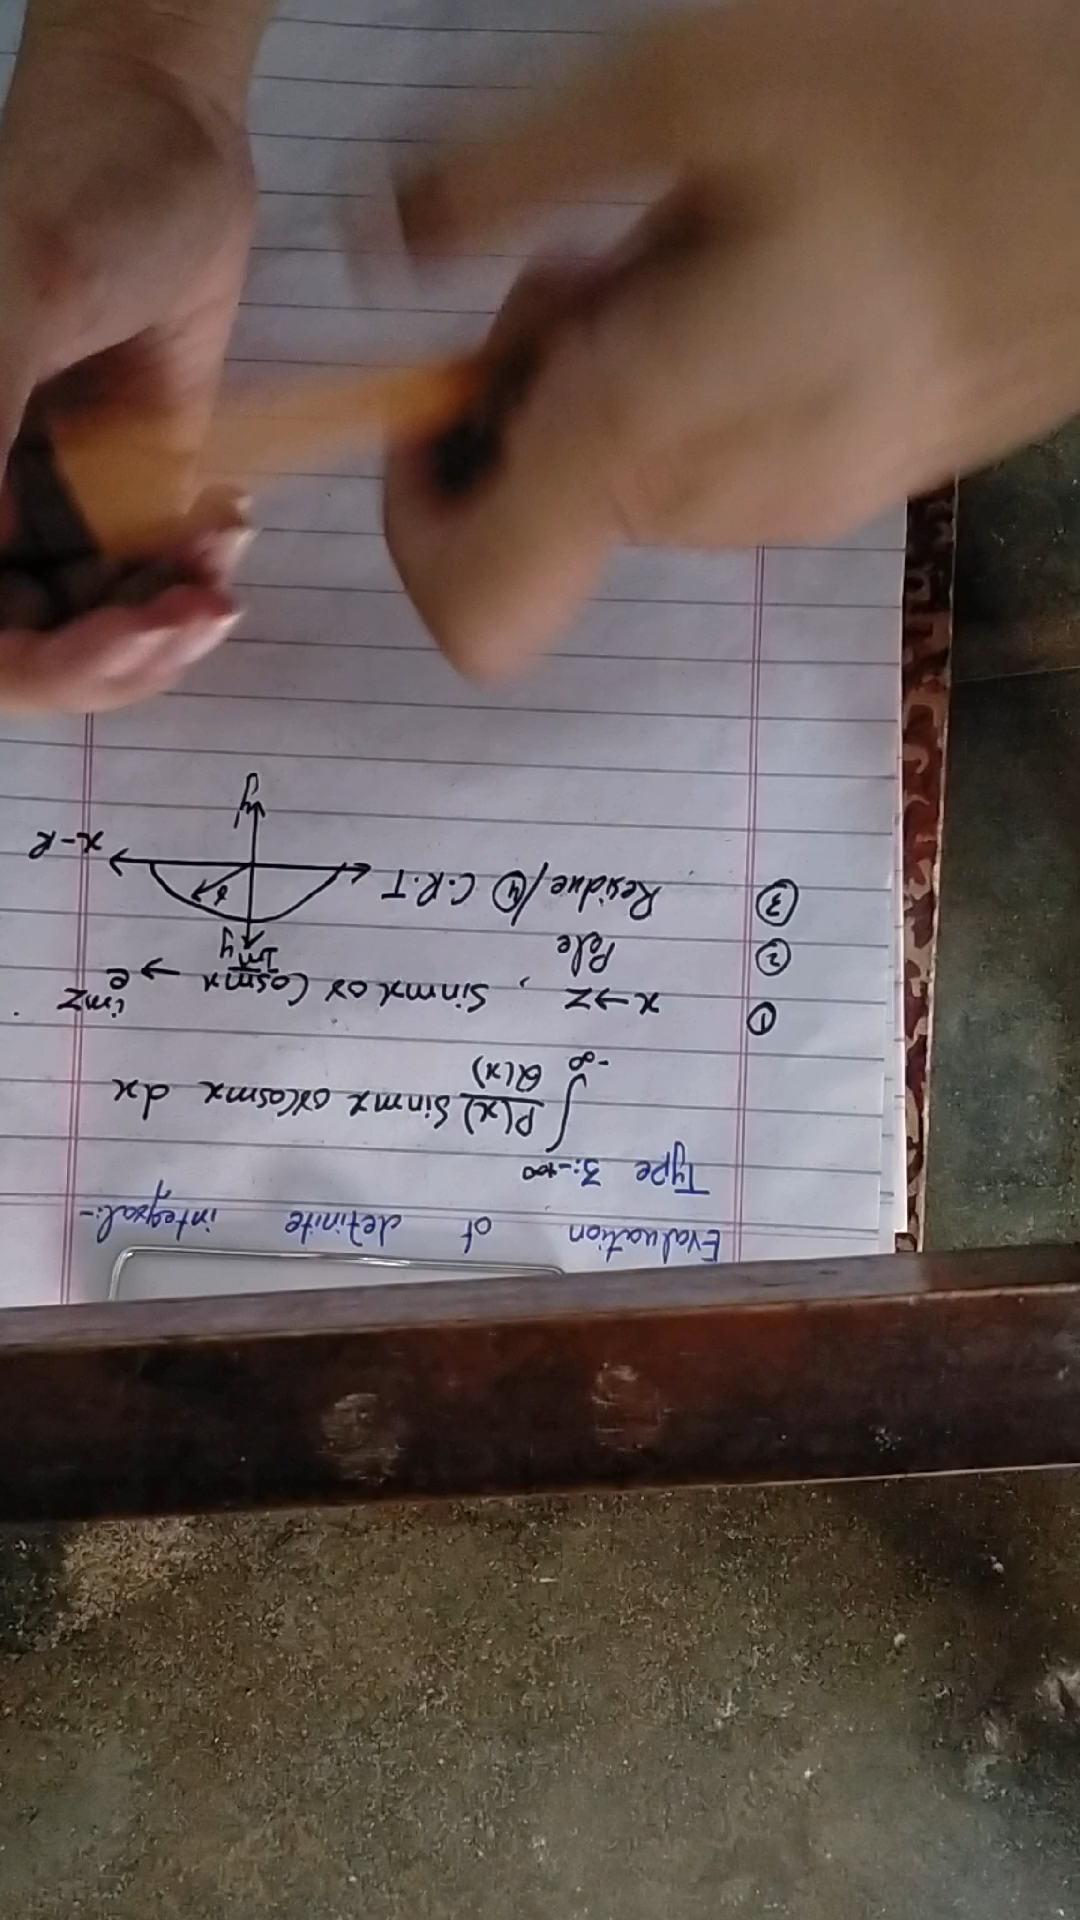 Evaluation of definite integral:-
Type 3:-
+∞
∫ P(x)/Q(x) Sinmx or Cosmx dx
-∞
① x→z , Sinmx or Cosmx → e^imz
② Pole
③ Residue/④ C.R.T
Im
y
r
x-R
y